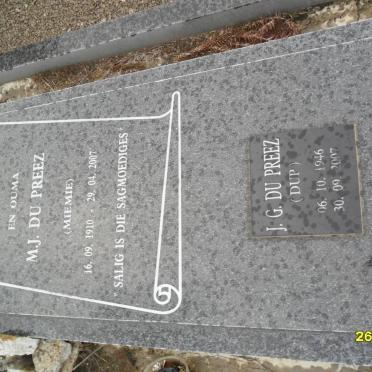 EN OUMA
M.J. DU PREEZ
(MIEMIE)
16. 09. 1910 - 29. 04. 2007
"SALIG IS DIE SAGMOEDIGES"
J. G. DU PREEZ
( DUP )
06. 10. 1946
30. 09. 2007
26